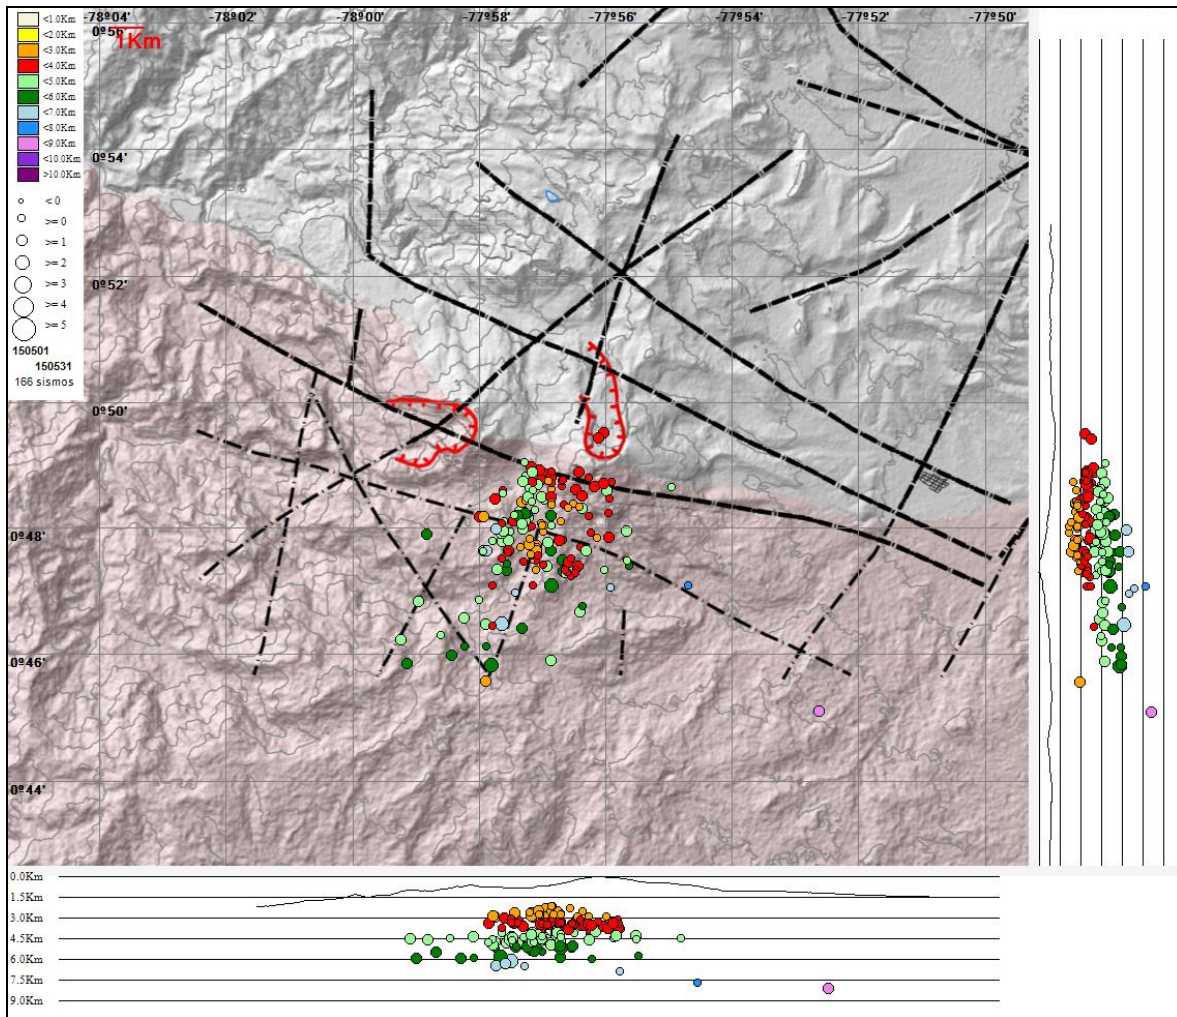 -78º04' -78º02' -78º00' -77º58' -77º56' -77º54' -77º52' -77º50'
0º56'
1Km
<1.0Km
<2.0Km
<3.0Km
<4.0Km
<5.0Km
<6.0Km
<7.0Km
<8.0Km
<9.0Km
<10.0Km
>10.0Km
< 0
>= 0
>= 1
>= 2
>= 3
>= 4
>= 5
150501
150531
166 sismos
0º54'
0º52'
0º50'
0º48'
0º46'
0º44'
0.0Km
1.5Km
3.0Km
4.5Km
6.0Km
7.5Km
9.0Km